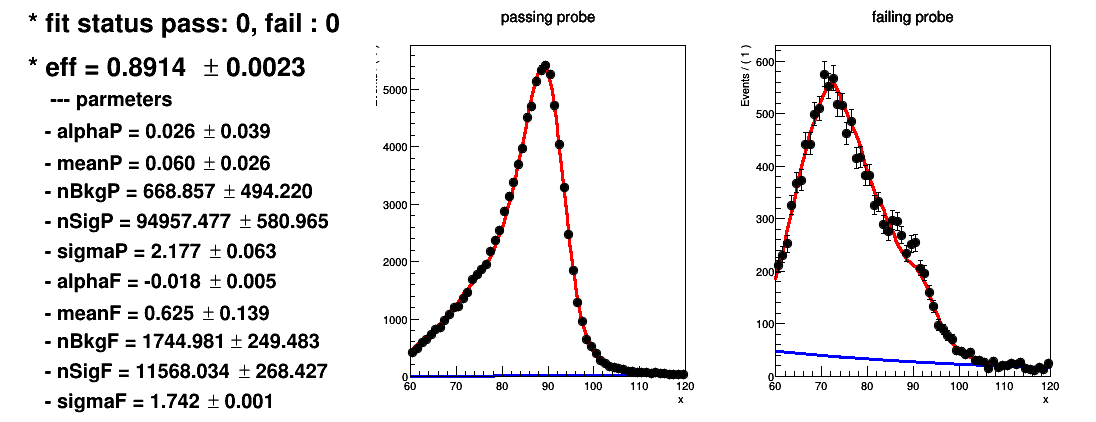 * fit status pass: 0, fail : 0
* eff = 0.8914 ± 0.0023
--- parmeters
- alphaP = 0.026 ± 0.039
- meanP = 0.060 ± 0.026
- nBkgP = 668.857 ± 494.220
- nSigP = 94957.477 ± 580.965
- sigmaP = 2.177 ± 0.063
- alphaF = -0.018 ± 0.005
- meanF = 0.625 ± 0.139
- nBkgF = 1744.981 ± 249.483
- nSigF = 11568.034 ± 268.427
- sigmaF = 1.742 ± 0.001
passing probe
5000
4000
3000
2000
1000
0
60 70 80 90 100 110 120
x
failing probe
Events / ( 1 )
600
500
400
300
200
100
0
60 70 80 90 100 110 120
x